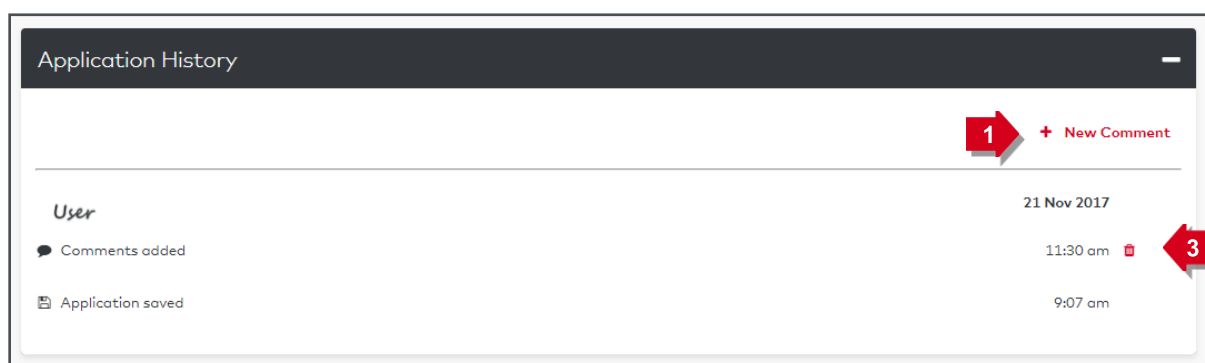 Application History
1 + New Comment
User 21 Nov 2017
Comments added 11:30 am 3
Application saved 9:07 am